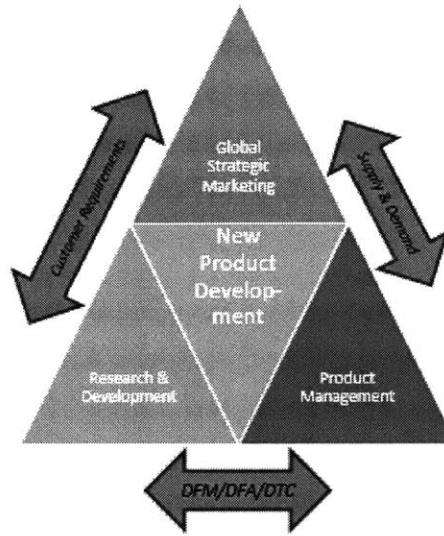 Global
Strategic
Marketing
Customer Requirements
Supply & Demand
New
Product
Develop-
ment
Research &
Development
Product
Management
DFM/DFA/DTC